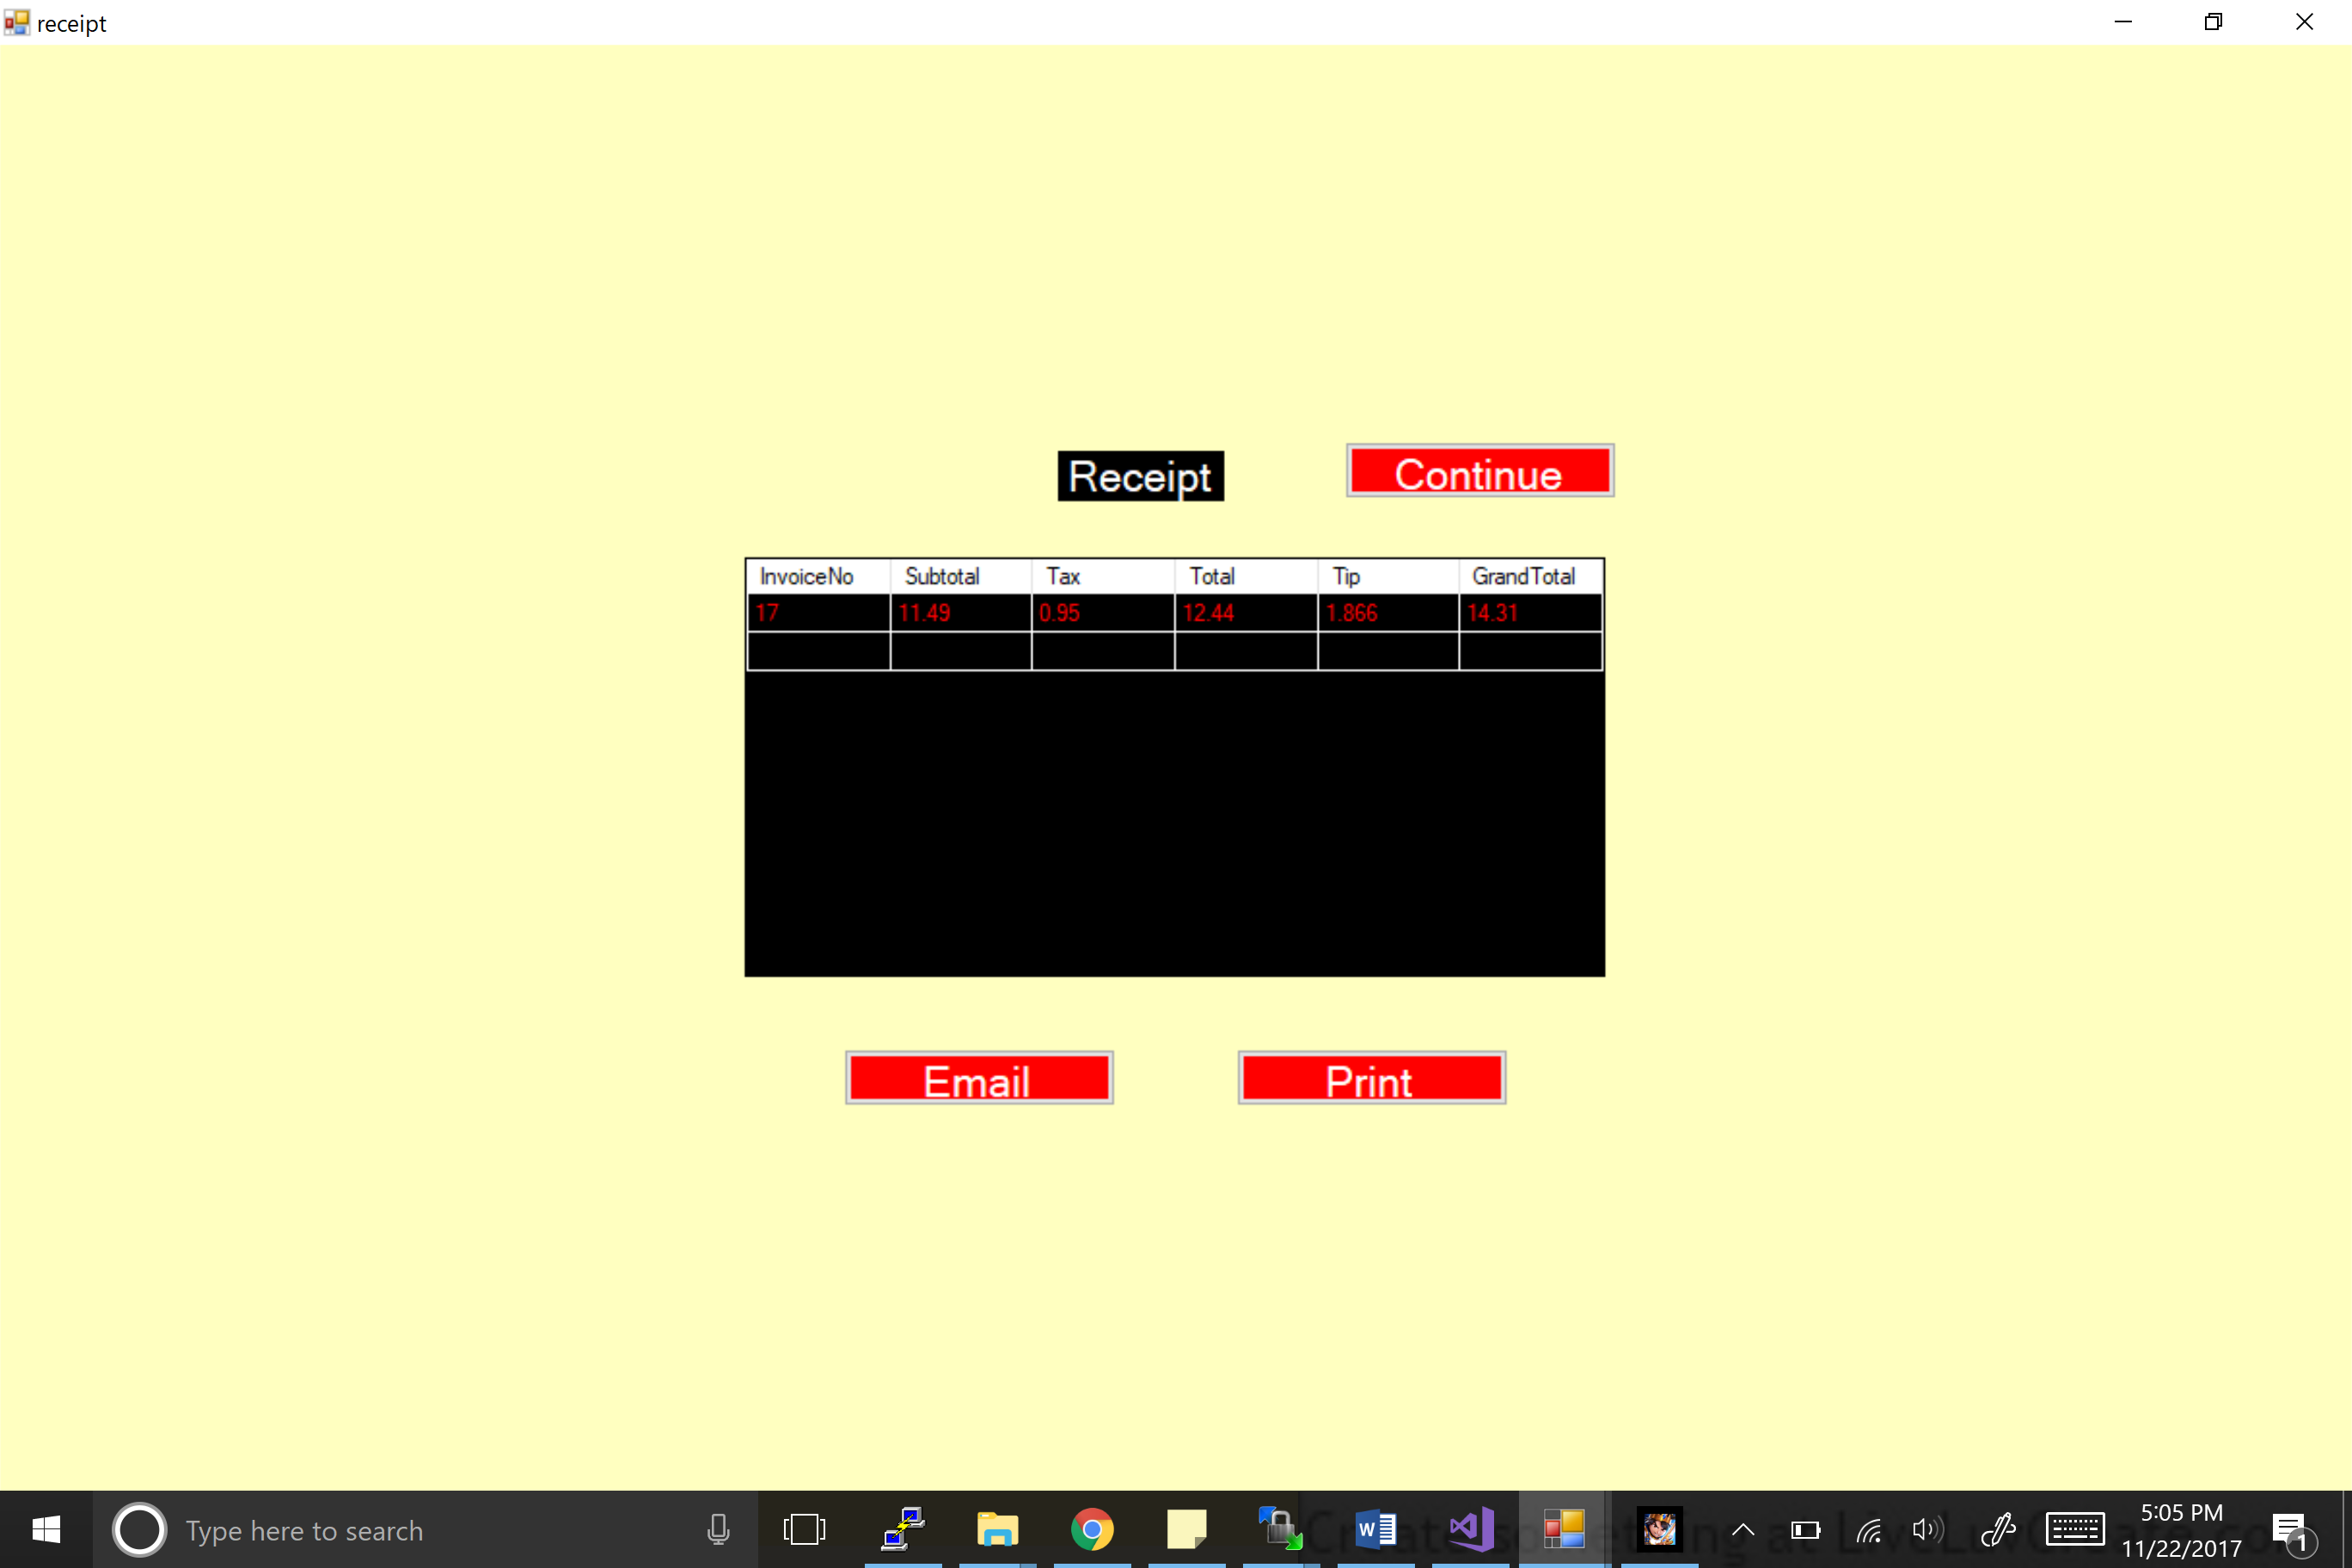 receipt
Receipt
Continue
InvoiceNo Subtotal Tax Total Tip GrandTotal
17 11.49 0.95 12.44 1.866 14.31
Email
Print
Type here to search
W
5:05 PM
11/22/2017
1